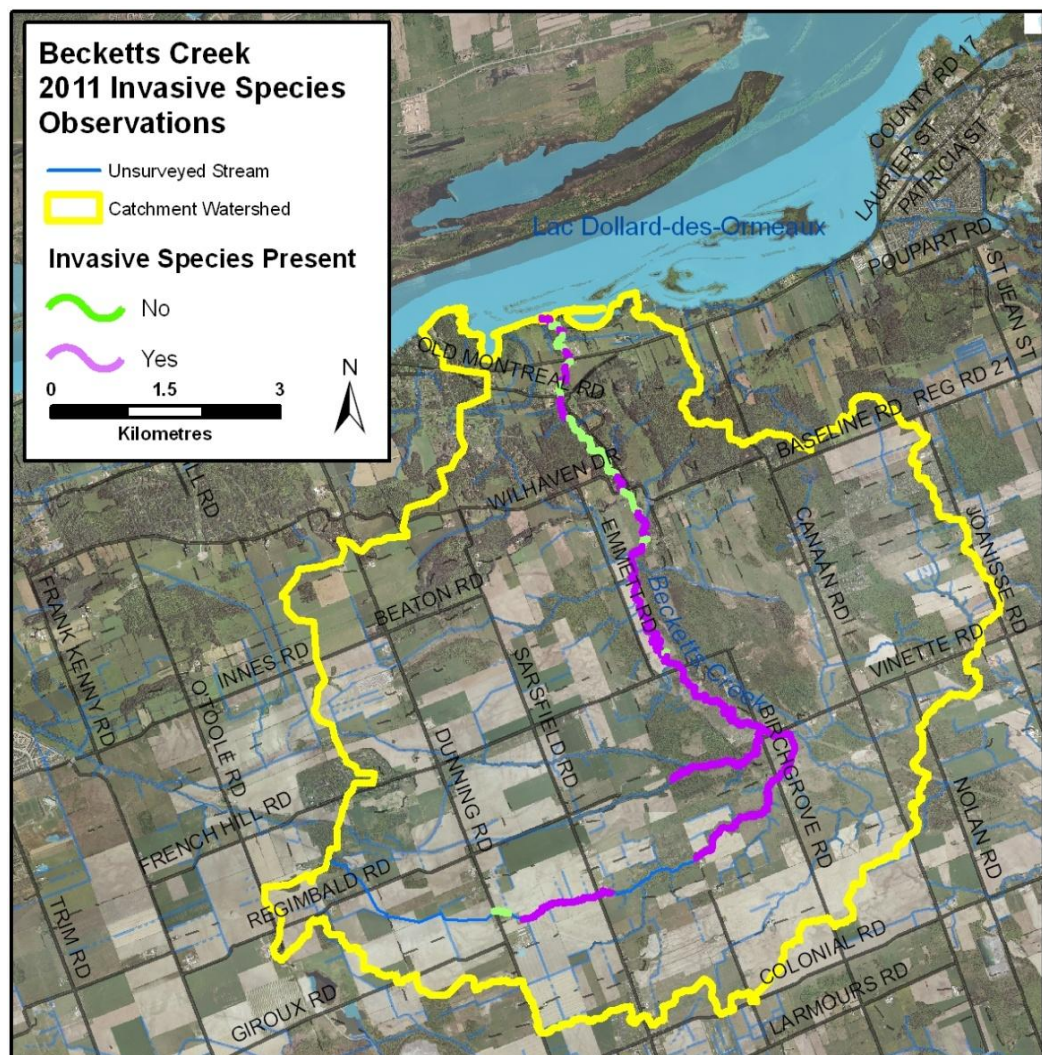 Becketts Creek
2011 Invasive Species
Observations
Unsurveyed Stream
Catchment Watershed
Invasive Species Present
No
Yes
0 1.5 3
Kilometres
N
COUNTY RD 17
LAURIER ST
PATRICIA ST
Lac Dollard-des-Ormeaux
POUPART RD
ST JEAN ST
OLD MONTREAL RD
BASELINE RD
REG RD 21
WILHAVEN DR
HILL RD
EMMETT RD
CANAAN RD
JOANISSE RD
FRANK KENNY RD
BEATON RD
Becketts Creek
INNES RD
VINETTE RD
O'TOOLE RD
SARSFIELD RD
DUNNING RD
BIRCHGROVE RD
FRENCH HILL RD
NOLAN RD
REGIMBALD RD
TRIM RD
COLONIAL RD
GIROUX RD
LARMOURS RD